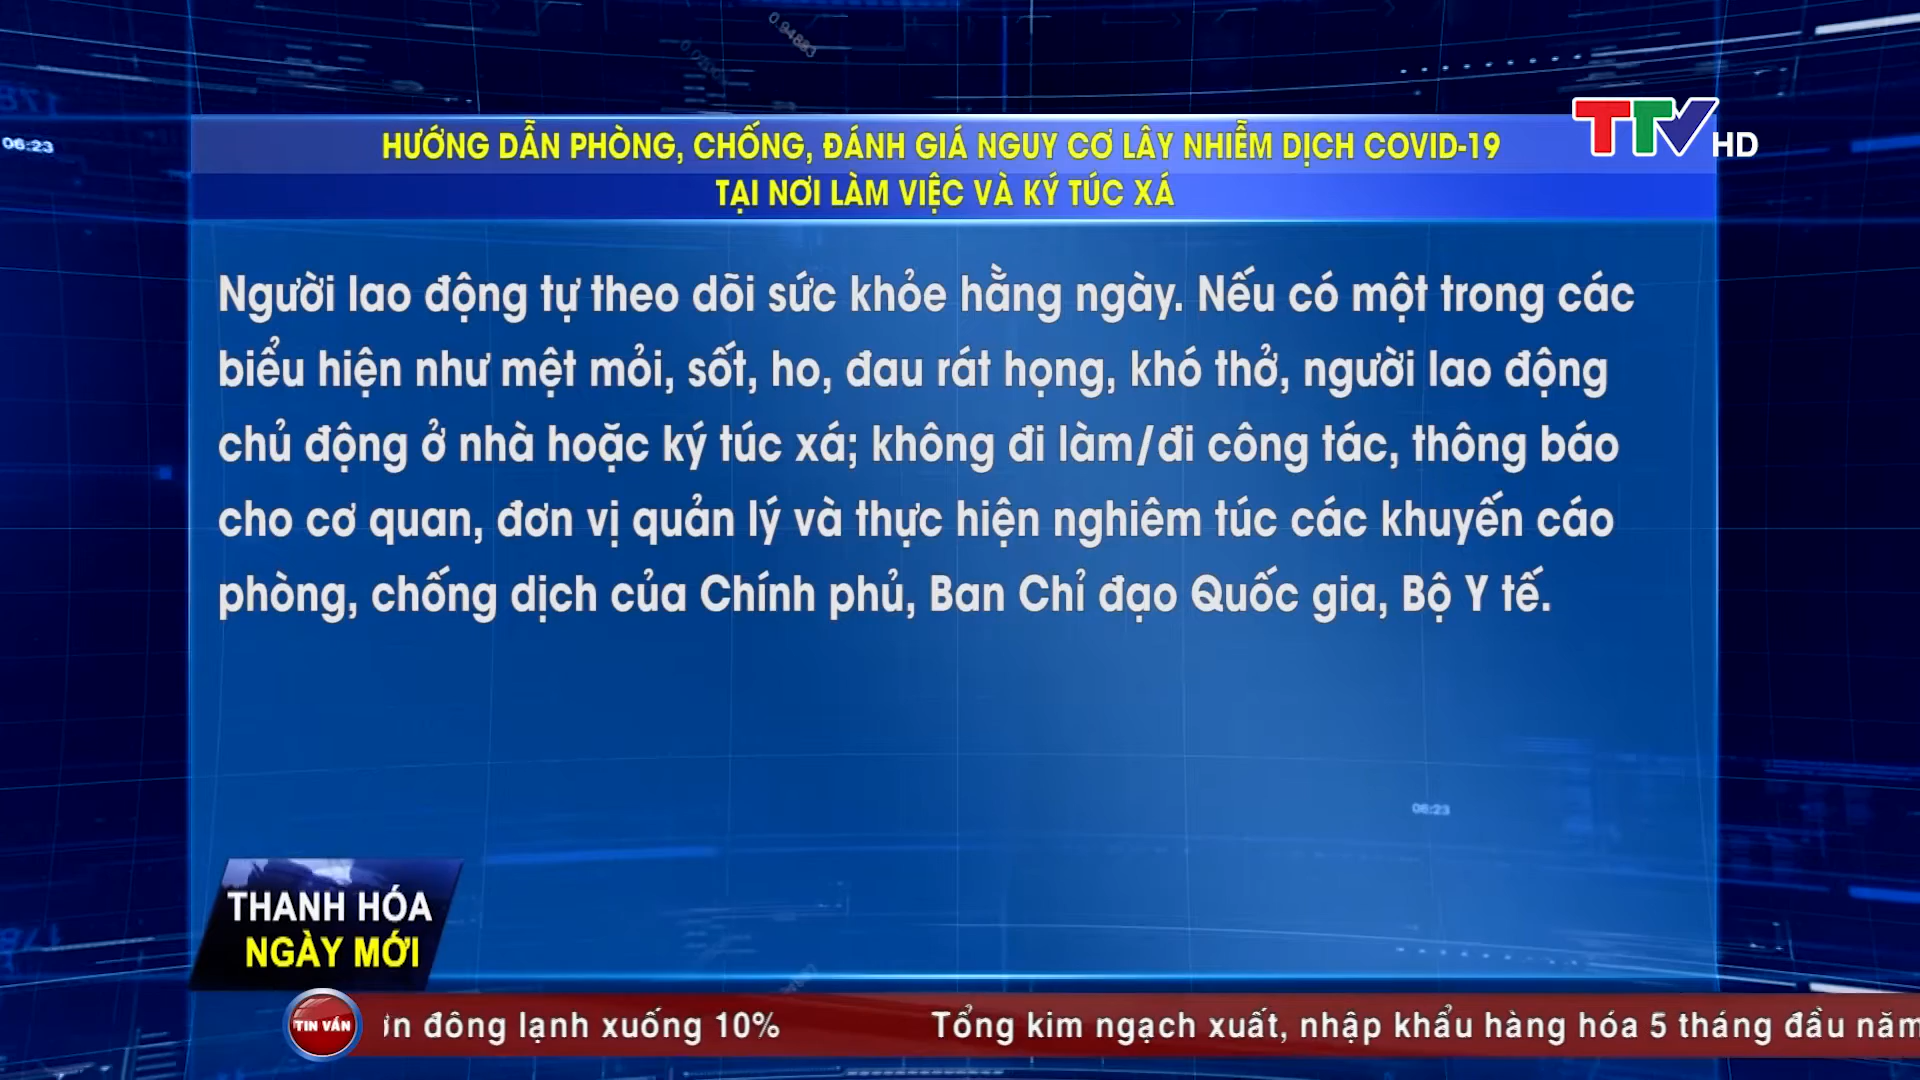 0.94893
06:23
TTV HD
HƯỚNG DẪN PHÒNG, CHỐNG, ĐÁNH GIÁ NGUY CƠ LÂY NHIỄM DỊCH COVID-19
TẠI NƠI LÀM VIỆC VÀ KÝ TÚC XÁ
Người lao động tự theo dõi sức khỏe hằng ngày. Nếu có một trong các
biểu hiện như mệt mỏi, sốt, ho, đau rát họng, khó thở, người lao động
chủ động ở nhà hoặc ký túc xá; không đi làm/đi công tác, thông báo
cho cơ quan, đơn vị quản lý và thực hiện nghiêm túc các khuyến cáo
phòng, chống dịch của Chính phủ, Ban Chỉ đạo Quốc gia, Bộ Y tế.
06:23
THANH HÓA
NGÀY MỚI
TIN VẮN
đông lạnh xuống 10% Tổng kim ngạch xuất, nhập khẩu hàng hóa 5 tháng đầu năm